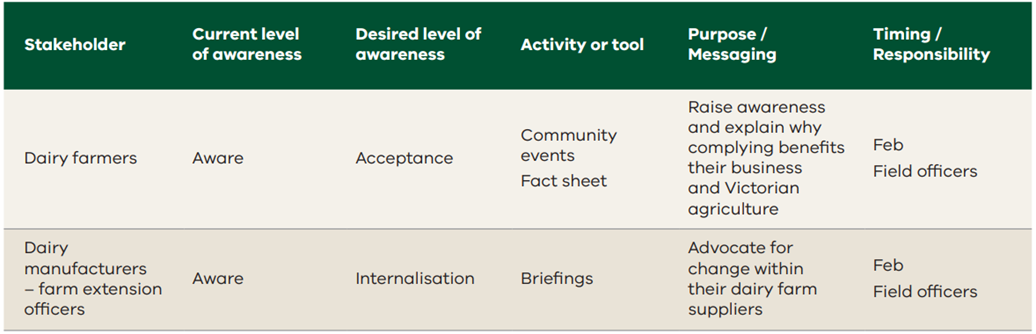 Stakeholder
Current level
of awareness
Desired level of
awareness
Activity or tool
Purpose /
Messaging
Timing /
Responsibility
Dairy farmers
Aware
Acceptance
Community
events
Fact sheet
Raise awareness
and explain why
complying benefits
their business
and Victorian
agriculture
Feb
Field officers
Dairy
manufacturers
– farm extension
officers
Aware
Internalisation
Briefings
Advocate for
change within
their dairy farm
suppliers
Feb
Field officers